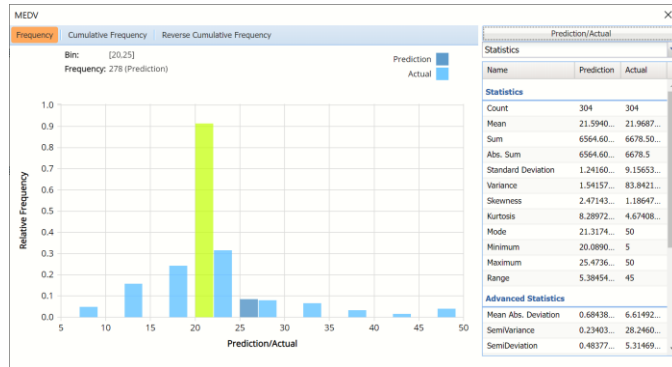 MEDV
Frequency Cumulative Frequency Reverse Cumulative Frequency
Bin: [20,25]
Frequency: 278 (Prediction)
Prediction
Actual
Relative Frequency
1.0
0.9
0.8
0.7
0.6
0.5
0.4
0.3
0.2
0.1
0.0
5 10 15 20 25 30 35 40 45 50
Prediction/Actual
Prediction/Actual
Statistics
Name Prediction Actual
Statistics
Count 304 304
Mean 21.5940... 21.9687...
Sum 6564.60... 6678.50...
Abs. Sum 6564.60... 6678.5
Standard Deviation 1.24160... 9.15653...
Variance 1.54157... 83.8421...
Skewness 2.47143... 1.18647...
Kurtosis 8.28972... 4.67408...
Mode 21.3174... 50
Minimum 20.0890... 5
Maximum 25.4736... 50
Range 5.38454... 45
Advanced Statistics
Mean Abs. Deviation 0.68438... 6.61492...
SemiVariance 0.23403... 28.2460...
SemiDeviation 0.48377... 5.31469...